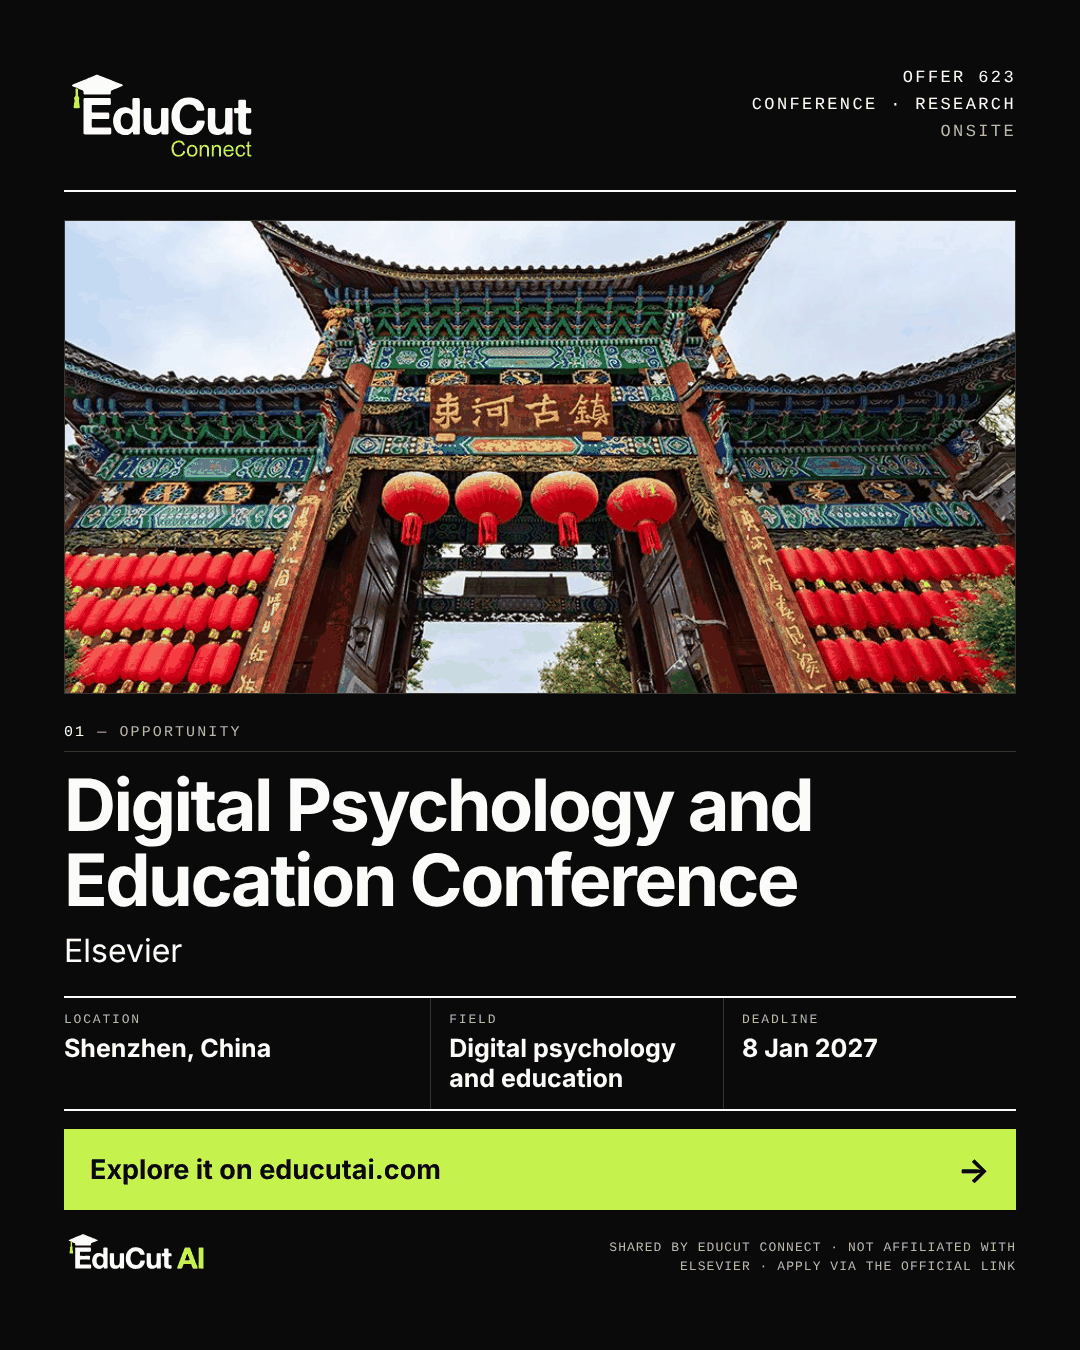 EduCut
Connect
OFFER 623
CONFERENCE · RESEARCH
ONSITE
束河古鎮
01 — OPPORTUNITY
Digital Psychology and
Education Conference
Elsevier
LOCATION
Shenzhen, China
FIELD
Digital psychology
and education
DEADLINE
8 Jan 2027
Explore it on educutai.com →
EduCut AI
SHARED BY EDUCUT CONNECT · NOT AFFILIATED WITH
ELSEVIER · APPLY VIA THE OFFICIAL LINK